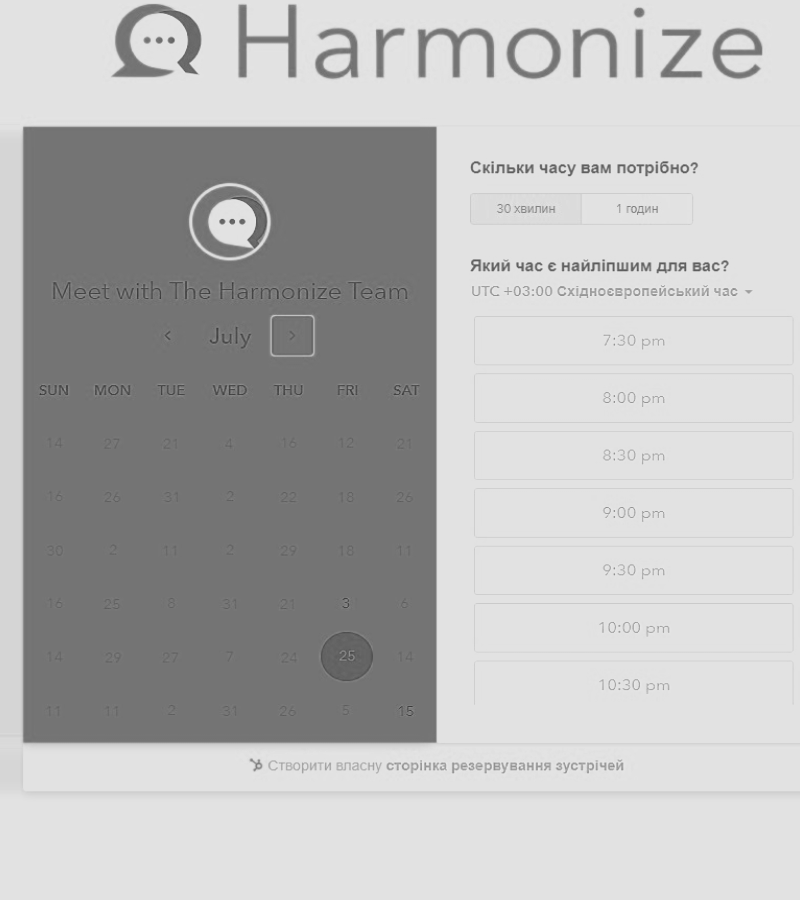 Harmonize
Meet with The Harmonize Team
July
SUN MON TUE WED THU FRI SAT
14 27 21 4 16 12 21
16 26 31 2 22 18 26
30 2 11 2 29 18 11
16 25 8 31 21 3 6
14 29 27 7 24 25 14
11 11 2 31 26 5 15
Скільки часу вам потрібно?
30 хвилин 1 годин
Який час є найліпшим для вас?
UTC +03:00 Східноєвропейський час
7:30 pm
8:00 pm
8:30 pm
9:00 pm
9:30 pm
10:00 pm
10:30 pm
Створити власну сторінка резервування зустрічей